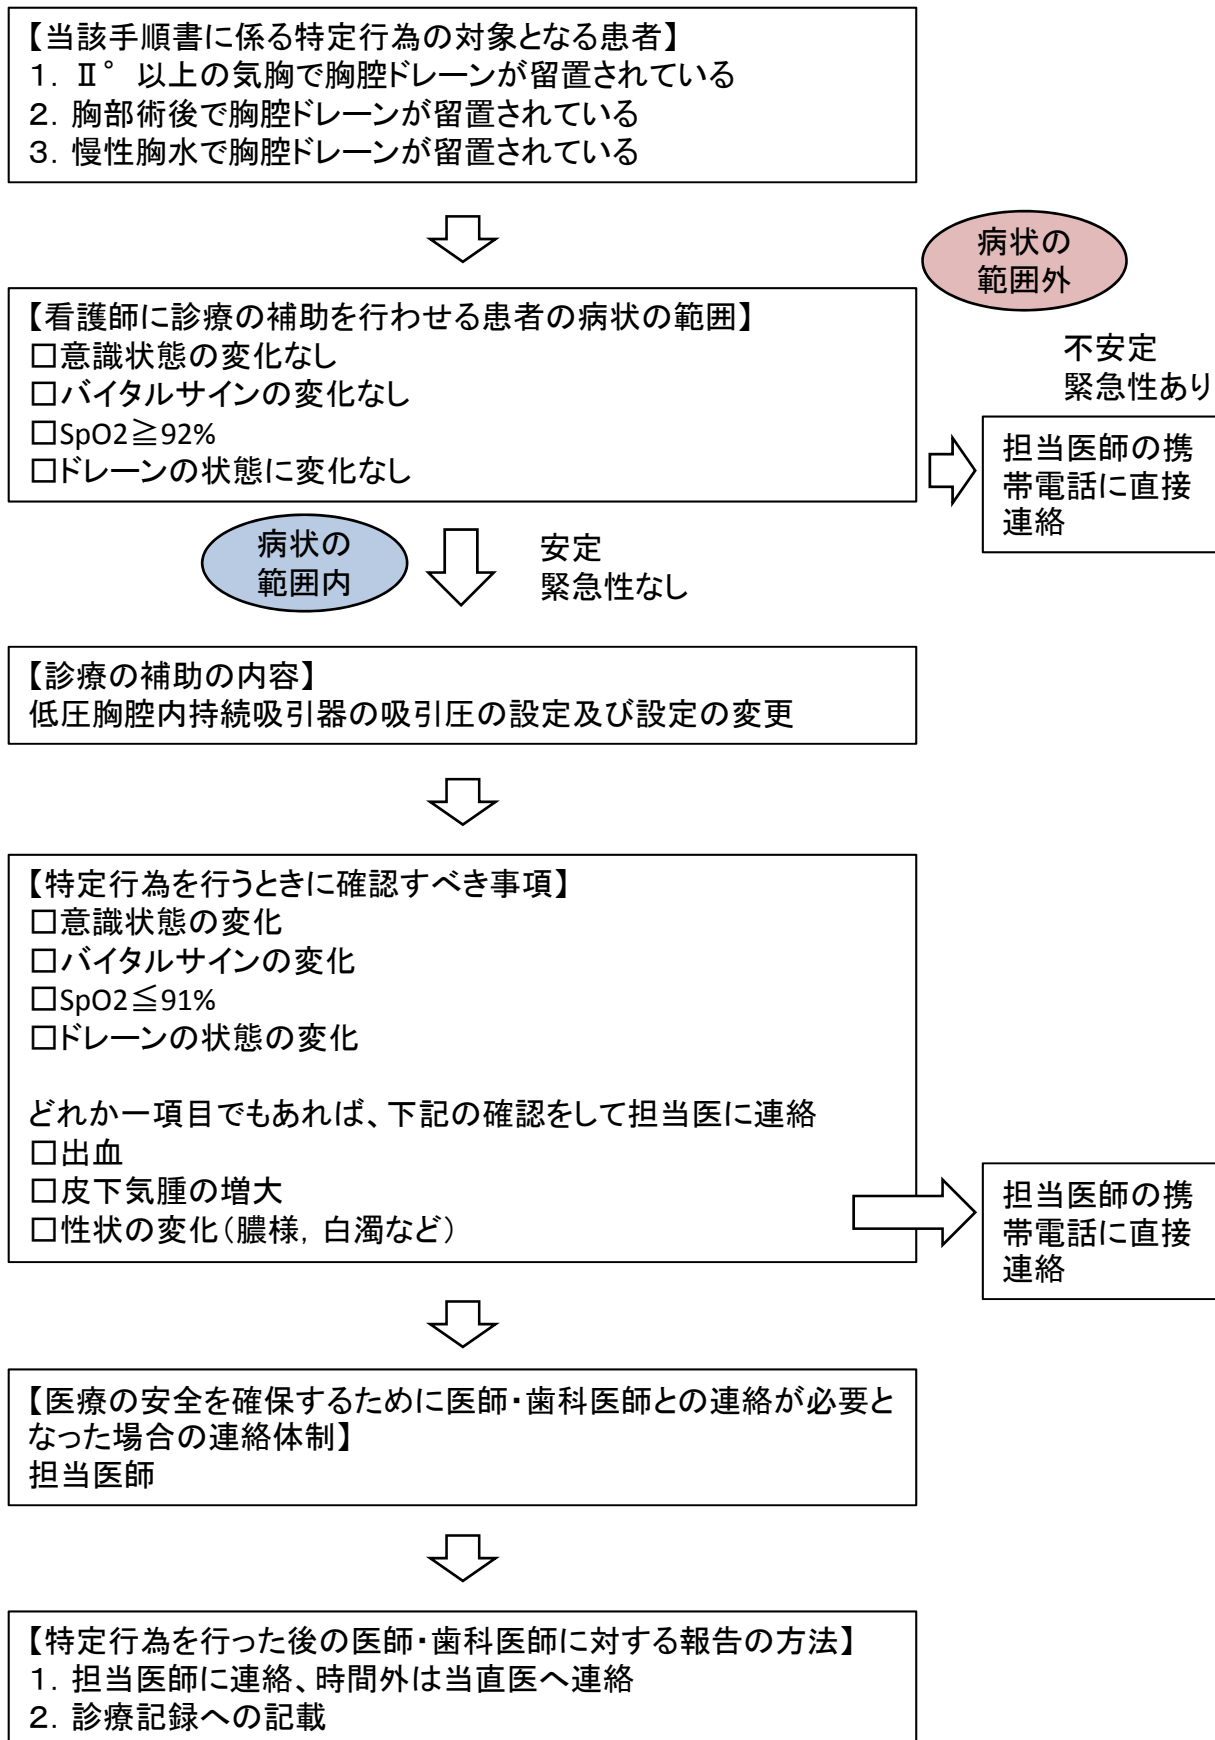 【当該手順書に係る特定行為の対象となる患者】
1．Ⅱ°以上の気胸で胸腔ドレーンが留置されている
2．胸部術後で胸腔ドレーンが留置されている
3．慢性胸水で胸腔ドレーンが留置されている
病状の
範囲外
【看護師に診療の補助を行わせる患者の病状の範囲】
□意識状態の変化なし
□バイタルサインの変化なし
□SpO2≧92%
□ドレーンの状態に変化なし
不安定
緊急性あり
担当医師の携
帯電話に直接
連絡
病状の
範囲内
安定
緊急性なし
【診療の補助の内容】
低圧胸腔内持続吸引器の吸引圧の設定及び設定の変更
【特定行為を行うときに確認すべき事項】
□意識状態の変化
□バイタルサインの変化
□SpO2≦91%
□ドレーンの状態の変化
どれか一項目でもあれば、下記の確認をして担当医に連絡
□出血
□皮下気腫の増大
□性状の変化（膿様，白濁など）
担当医師の携
帯電話に直接
連絡
【医療の安全を確保するために医師・歯科医師との連絡が必要と
なった場合の連絡体制】
担当医師
【特定行為を行った後の医師・歯科医師に対する報告の方法】
1．担当医師に連絡、時間外は当直医へ連絡
2．診療記録への記載